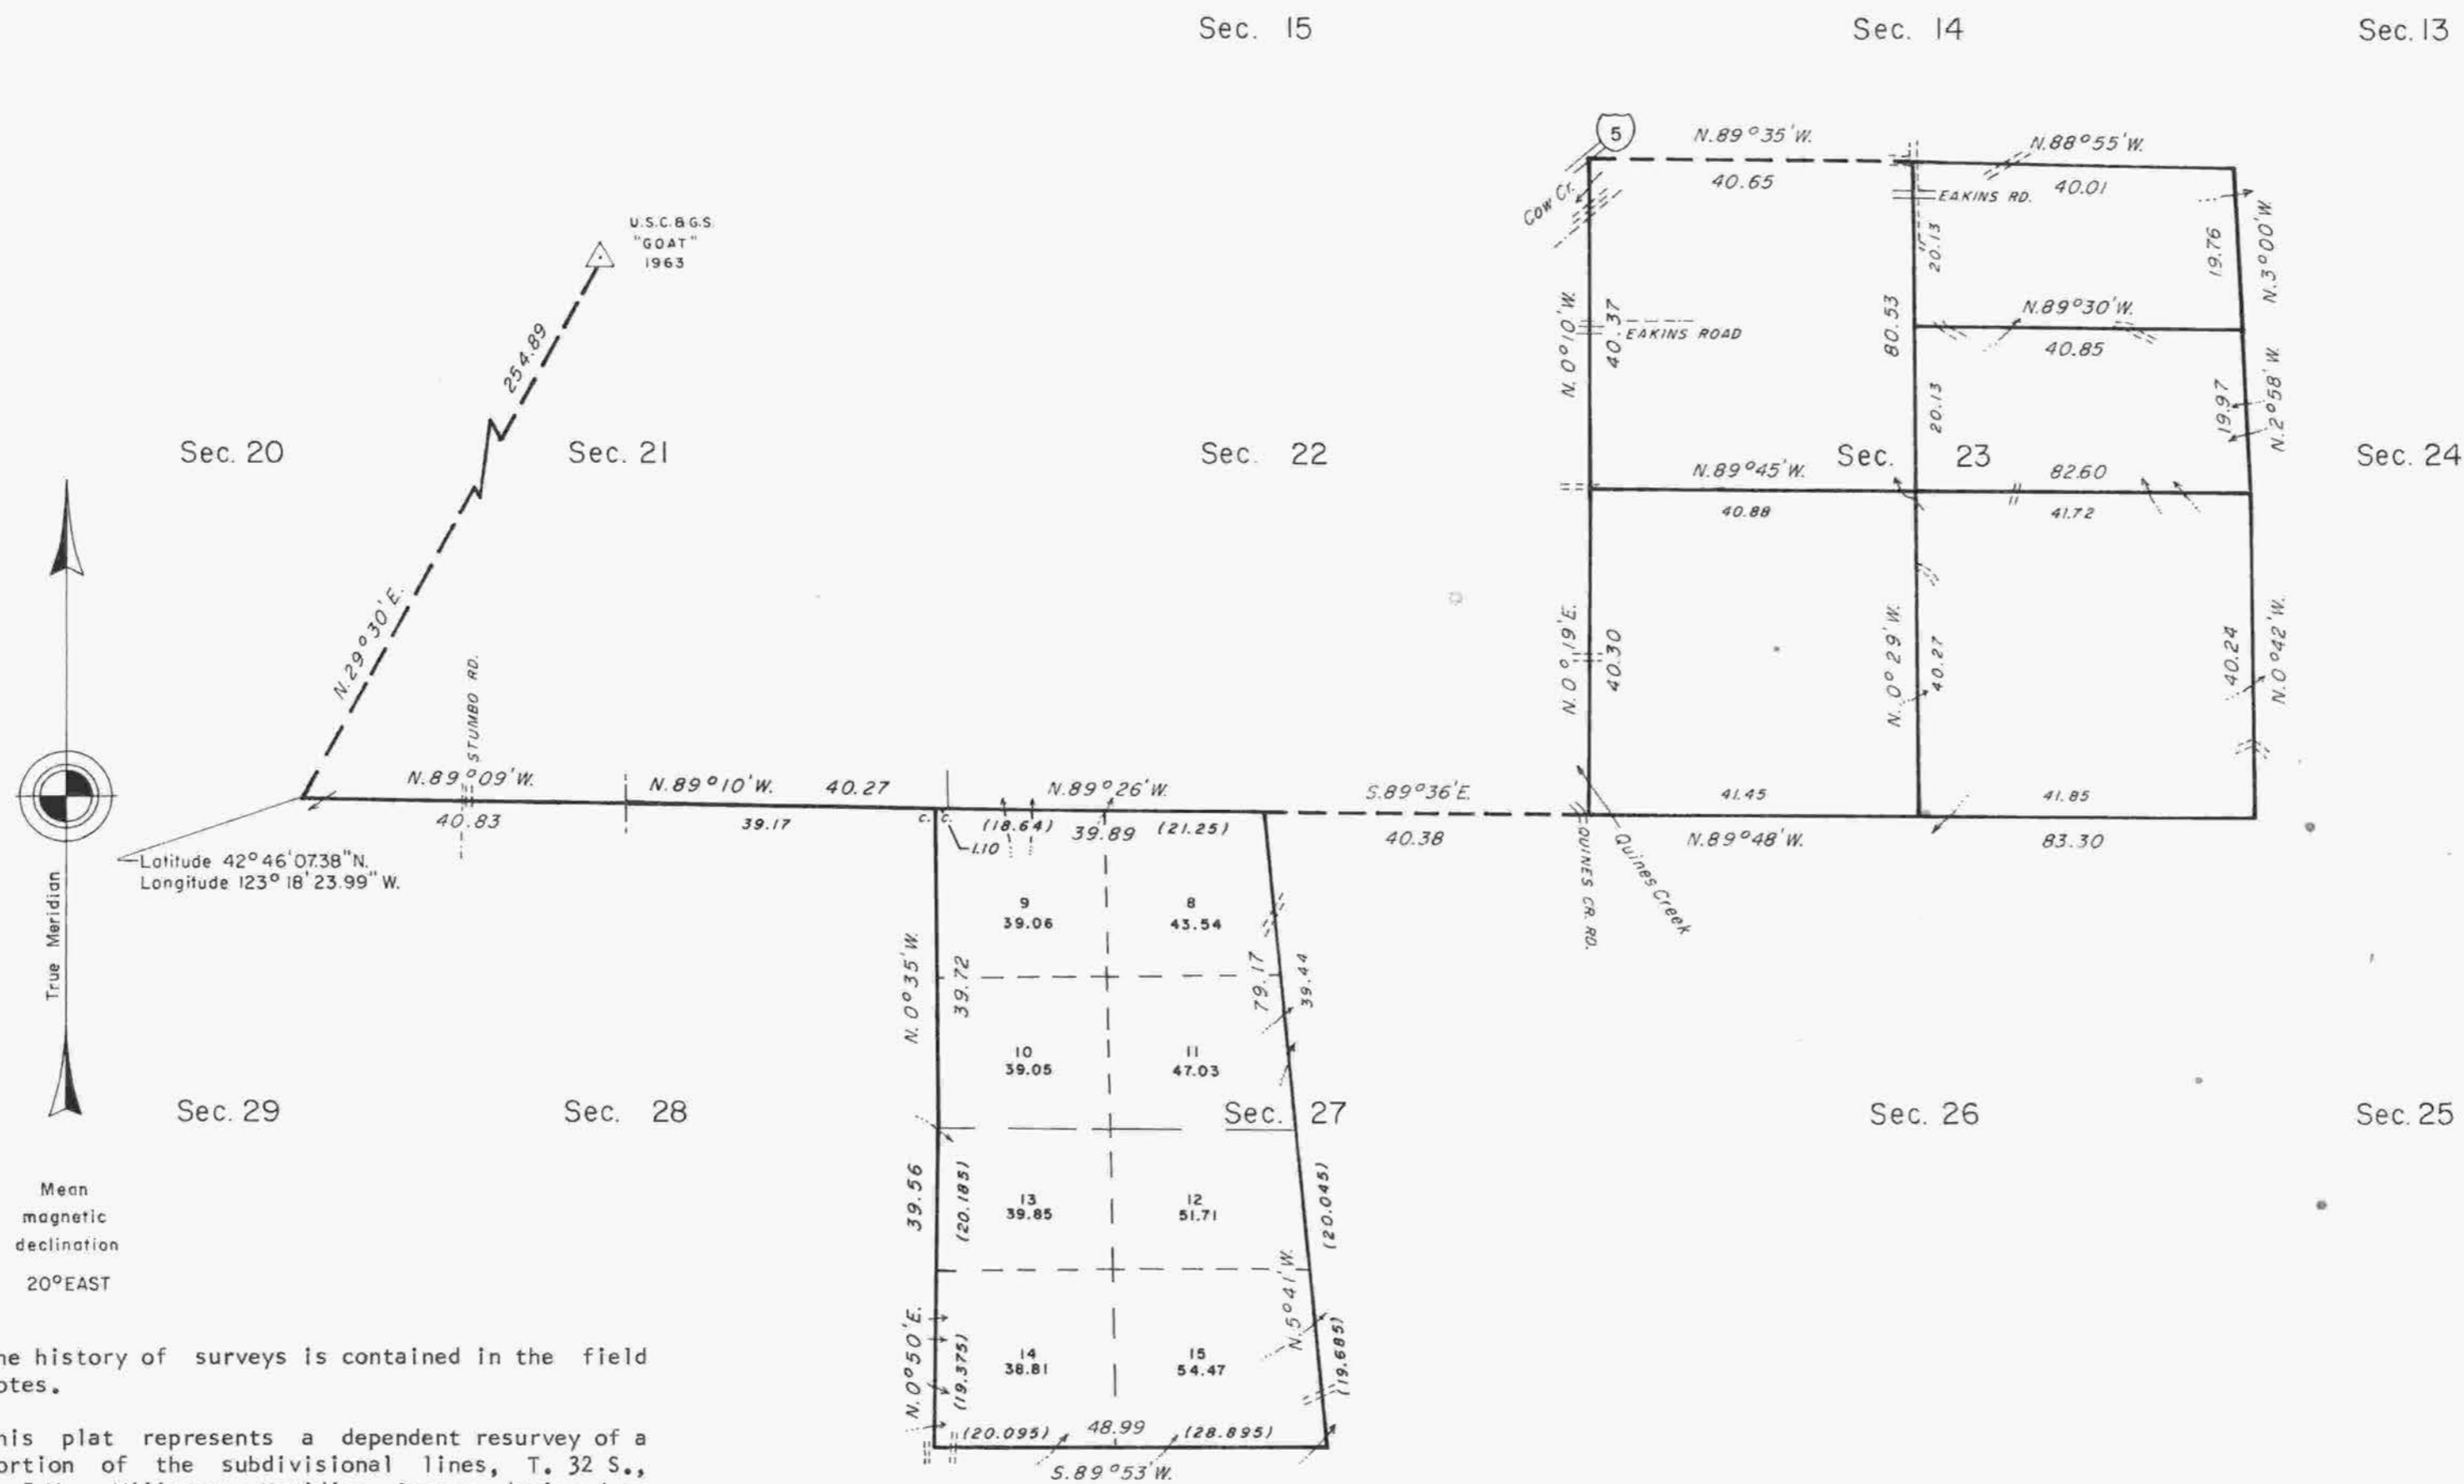 Sec. 15
Sec. 14
Sec. 13
5
N.89°35'W.
N.88°55'W.
40.65
40.01
Cow Cr.
EAKINS RD.
U.S.C.&G.S.
"GOAT"
1963
20.13
19.76
N.3°00'W.
254.89
N.0°10'W.
40.37
EAKINS ROAD
80.53
N.89°30'W.
40.85
20.13
19.97
N.2°58'W.
Sec. 20
Sec. 21
Sec. 22
N.89°45'W.
Sec. 23
82.60
Sec. 24
40.88
41.72
N.29°30'E.
STUMBO RD.
N.0°19'E.
40.30
N.0°29'W.
40.27
40.24
N.0°42'W.
N.89°09'W.
N.89°10'W.
40.27
N.89°26'W.
S.89°36'E.
41.45
41.85
40.83
39.17
C. C.
1.10
(18.64)
39.89
(21.25)
40.38
N.89°48'W.
83.30
QUINES CR. RD.
Quines Creek
Latitude 42°46'07.38"N.
Longitude 123°18'23.99"W.
True Meridian
9
39.06
8
43.54
N.0°35'W.
39.72
79.17
39.44
10
39.05
11
47.03
Sec. 29
Sec. 28
Sec. 27
Sec. 26
Sec. 25
Mean
magnetic
declination
20°EAST
39.56
(20.185)
13
39.85
12
51.71
(20.045)
N.5°41'W.
N.0°50'E.
(19.375)
14
38.81
15
54.47
(19.685)
(20.095)
48.99
(28.895)
S.89°53'W.
he history of surveys is contained in the field
otes.
his plat represents a dependent resurvey of a
ortion of the subdivisional lines, T. 32 S.,